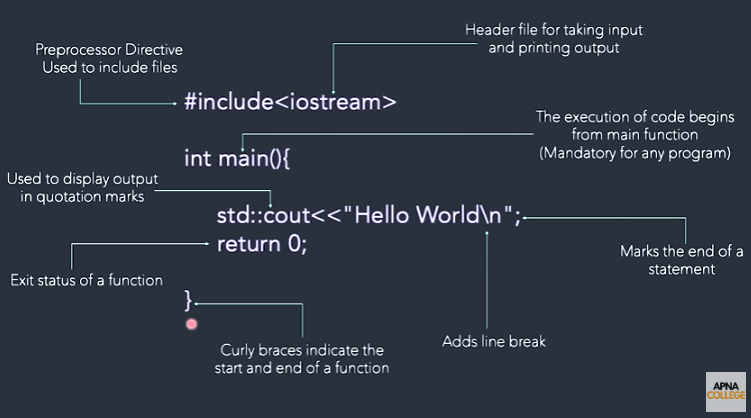 Header file for taking input
and printing output
Preprocessor Directive
Used to include files
#include<iostream>
The execution of code begins
from main function
(Mandatory for any program)
int main(){
Used to display output
in quotation marks
std::cout<<"Hello World\n";
return 0;
Marks the end of a
statement
Exit status of a function
}
Adds line break
Curly braces indicate the
start and end of a function
APNA
COLLEGE